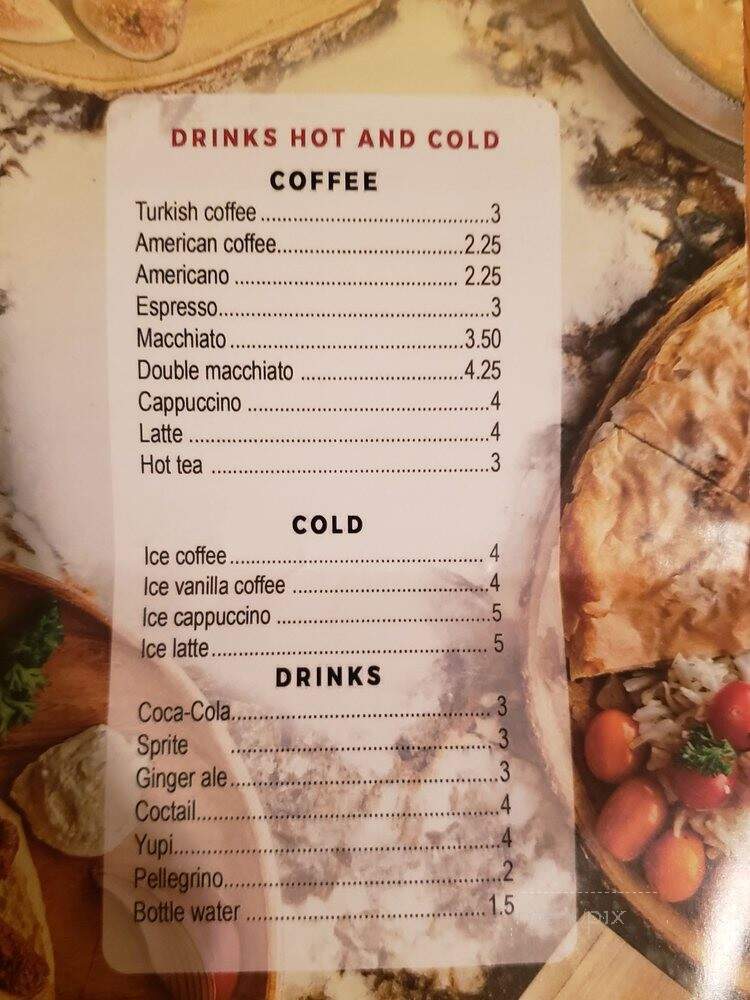 DRINKS HOT AND COLD
COFFEE
Turkish coffee ............................................3
American coffee....................................2.25
Americano ........................................... 2.25
Espresso....................................................3
Macchiato .............................................3.50
Double macchiato ...............................4.25
Cappuccino ..............................................4
Latte .........................................................4
Hot tea .....................................................3
COLD
Ice coffee ................................................ 4
Ice vanilla coffee ......................................4
Ice cappuccino .........................................5
Ice latte..................................................... 5
DRINKS
Coca-Cola................................................. 3
Sprite ..................................................3
Ginger ale ....................................................3
Coctail..........................................................4
Yupi...............................................................4
Pellegrino.....................................................2
Bottle water ..............................................1.5